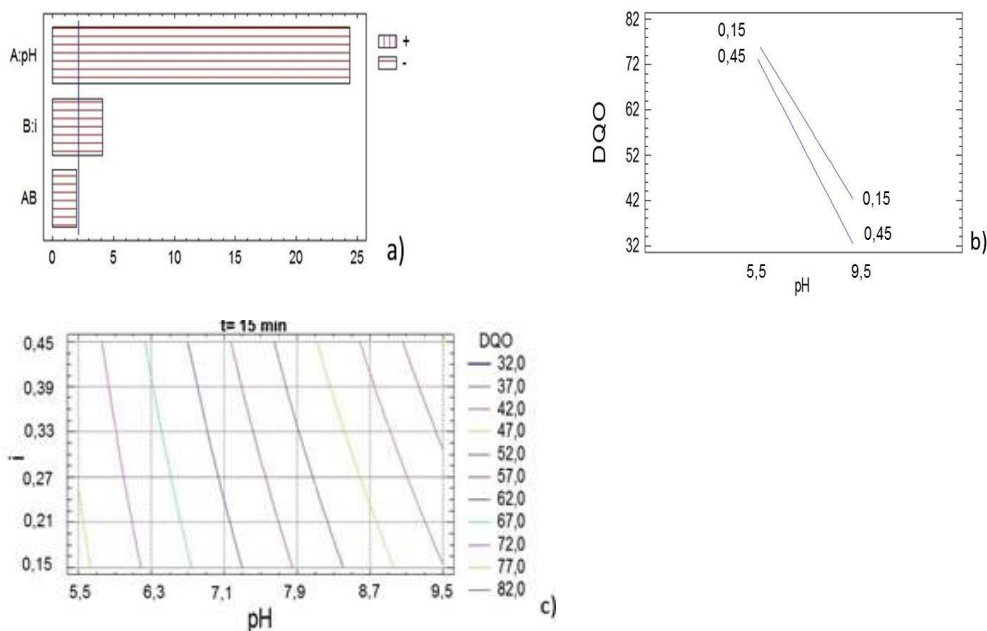 A:pH
B:i
AB
0 5 10 15 20 25
+
-
a)
DQO
82
72
62
52
42
32
0,15
0,45
0,15
0,45
5,5 9,5
pH
b)
t= 15 min
i
0,45
0,39
0,33
0,27
0,21
0,15
5,5 6,3 7,1 7,9 8,7 9,5
pH
DQO
32,0
37,0
42,0
47,0
52,0
57,0
62,0
67,0
72,0
77,0
82,0
c)